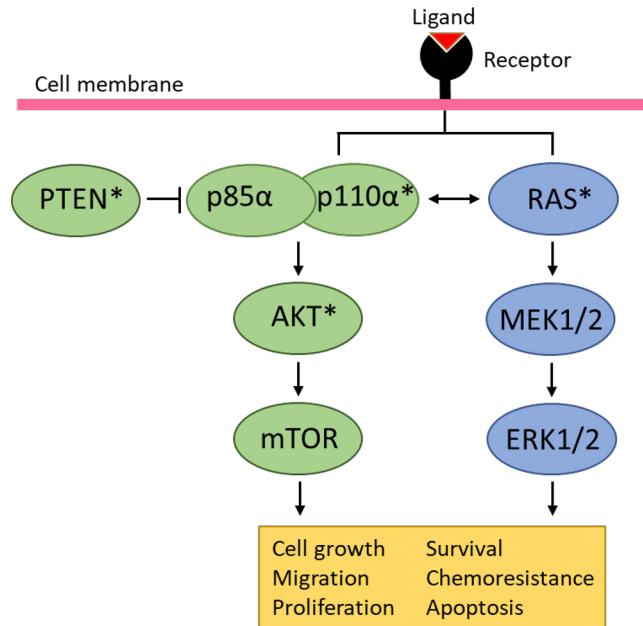 Ligand
Receptor
Cell membrane
PTEN*
p85α
p110α*
RAS*
AKT*
MEK1/2
mTOR
ERK1/2
Cell growth Survival
Migration Chemoresistance
Proliferation Apoptosis